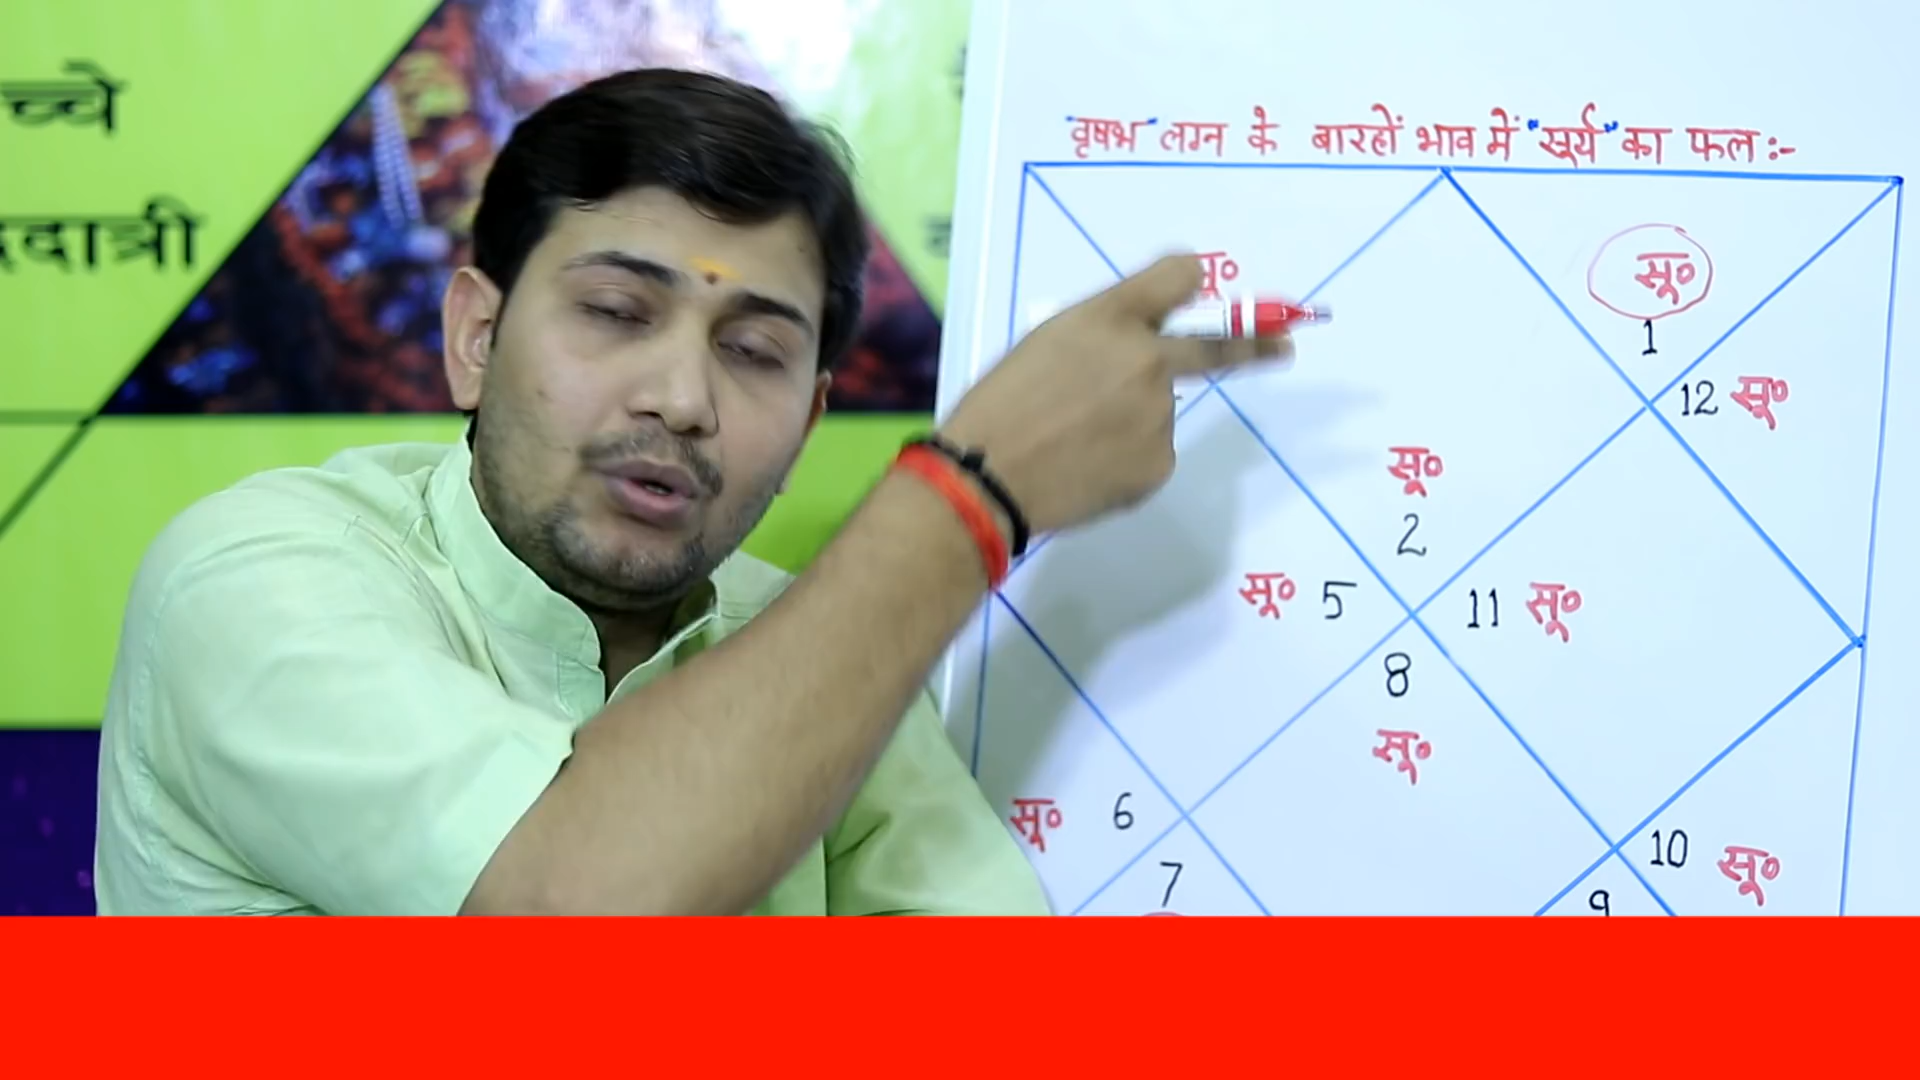 च्चे
वृषभ" लग्न के बारहों भाव में "सूर्य" का फल :-
सू०
सू०
1
12 सू०
सू०
2
सू० 5
11 सू०
8
सू०
सू० 6
7
10 सू०
9